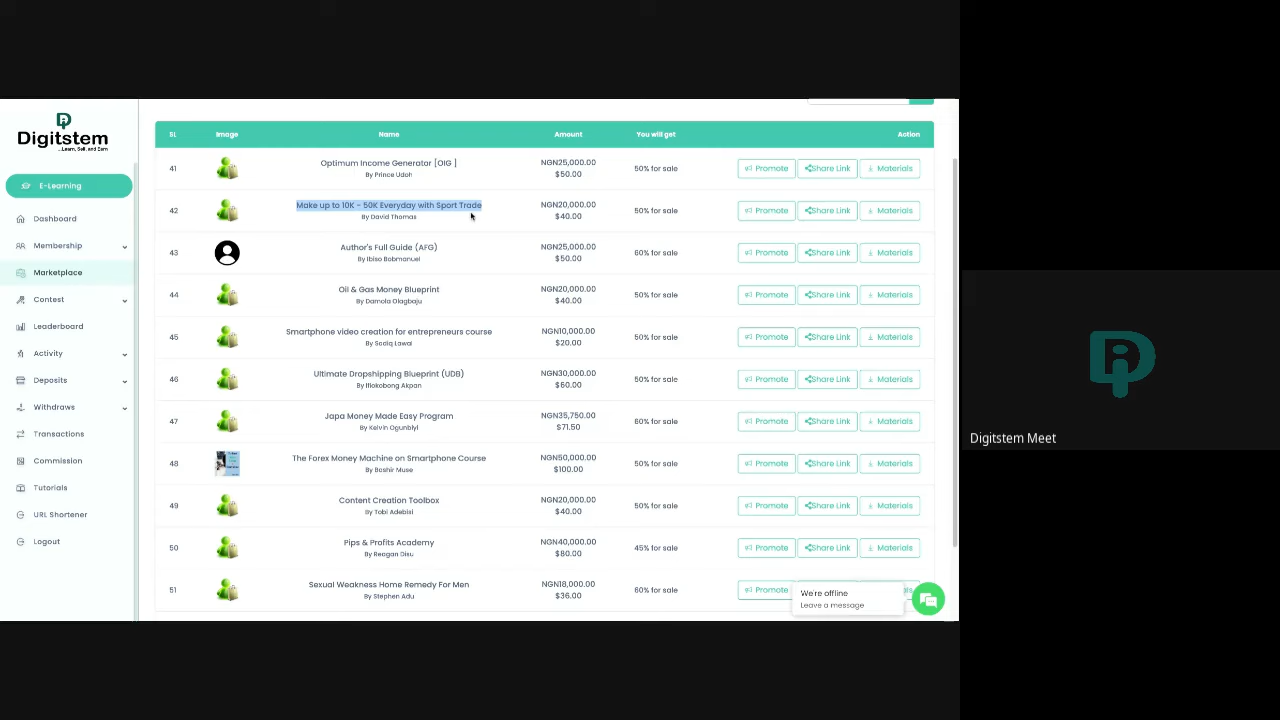 Digitstem
...Learn, Sell, and Earn
E-Learning
Dashboard
Membership
Marketplace
Contest
Leaderboard
Activity
Deposits
Withdraws
Transactions
Commission
Tutorials
URL Shortener
Logout
SL Image Name Amount You will get Action
41 Optimum Income Generator [OIG ] NGN25,000.00 50% for sale Promote Share Link Materials
By Prince Udoh $50.00
42 Make up to 10K - 50K Everyday with Sport Trade NGN20,000.00 50% for sale Promote Share Link Materials
By David Thomas $40.00
43 Author's Full Guide (AFG) NGN25,000.00 60% for sale Promote Share Link Materials
By Ibiso Bobmanuel $50.00
44 Oil & Gas Money Blueprint NGN20,000.00 50% for sale Promote Share Link Materials
By Damola Olagbaju $40.00
45 Smartphone video creation for entrepreneurs course NGN10,000.00 50% for sale Promote Share Link Materials
By Sodiq Lawal $20.00
46 Ultimate Dropshipping Blueprint (UDB) NGN30,000.00 50% for sale Promote Share Link Materials
By Ifiokobong Akpan $60.00
47 Japa Money Made Easy Program NGN35,750.00 60% for sale Promote Share Link Materials
By Kelvin Ogunbiyi $71.50
48 The Forex Money Machine on Smartphone Course NGN50,000.00 50% for sale Promote Share Link Materials
By Bashir Muse $100.00
49 Content Creation Toolbox NGN20,000.00 50% for sale Promote Share Link Materials
By Tobi Adebisi $40.00
50 Pips & Profits Academy NGN40,000.00 45% for sale Promote Share Link Materials
By Reagan Disu $80.00
51 Sexual Weakness Home Remedy For Men NGN18,000.00 60% for sale Promote
By Stephen Adu $36.00
We're offline
Leave a message
Digitstem Meet